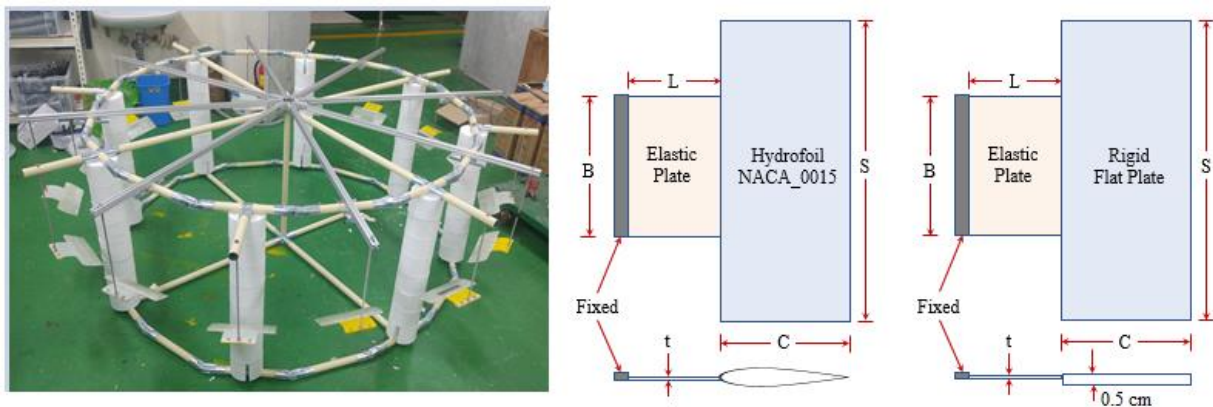 L
B
Elastic
Plate
Hydrofoil
NACA_0015
S
Fixed
C
t
L
B
Elastic
Plate
Rigid
Flat Plate
S
Fixed
C
t
0.5 cm